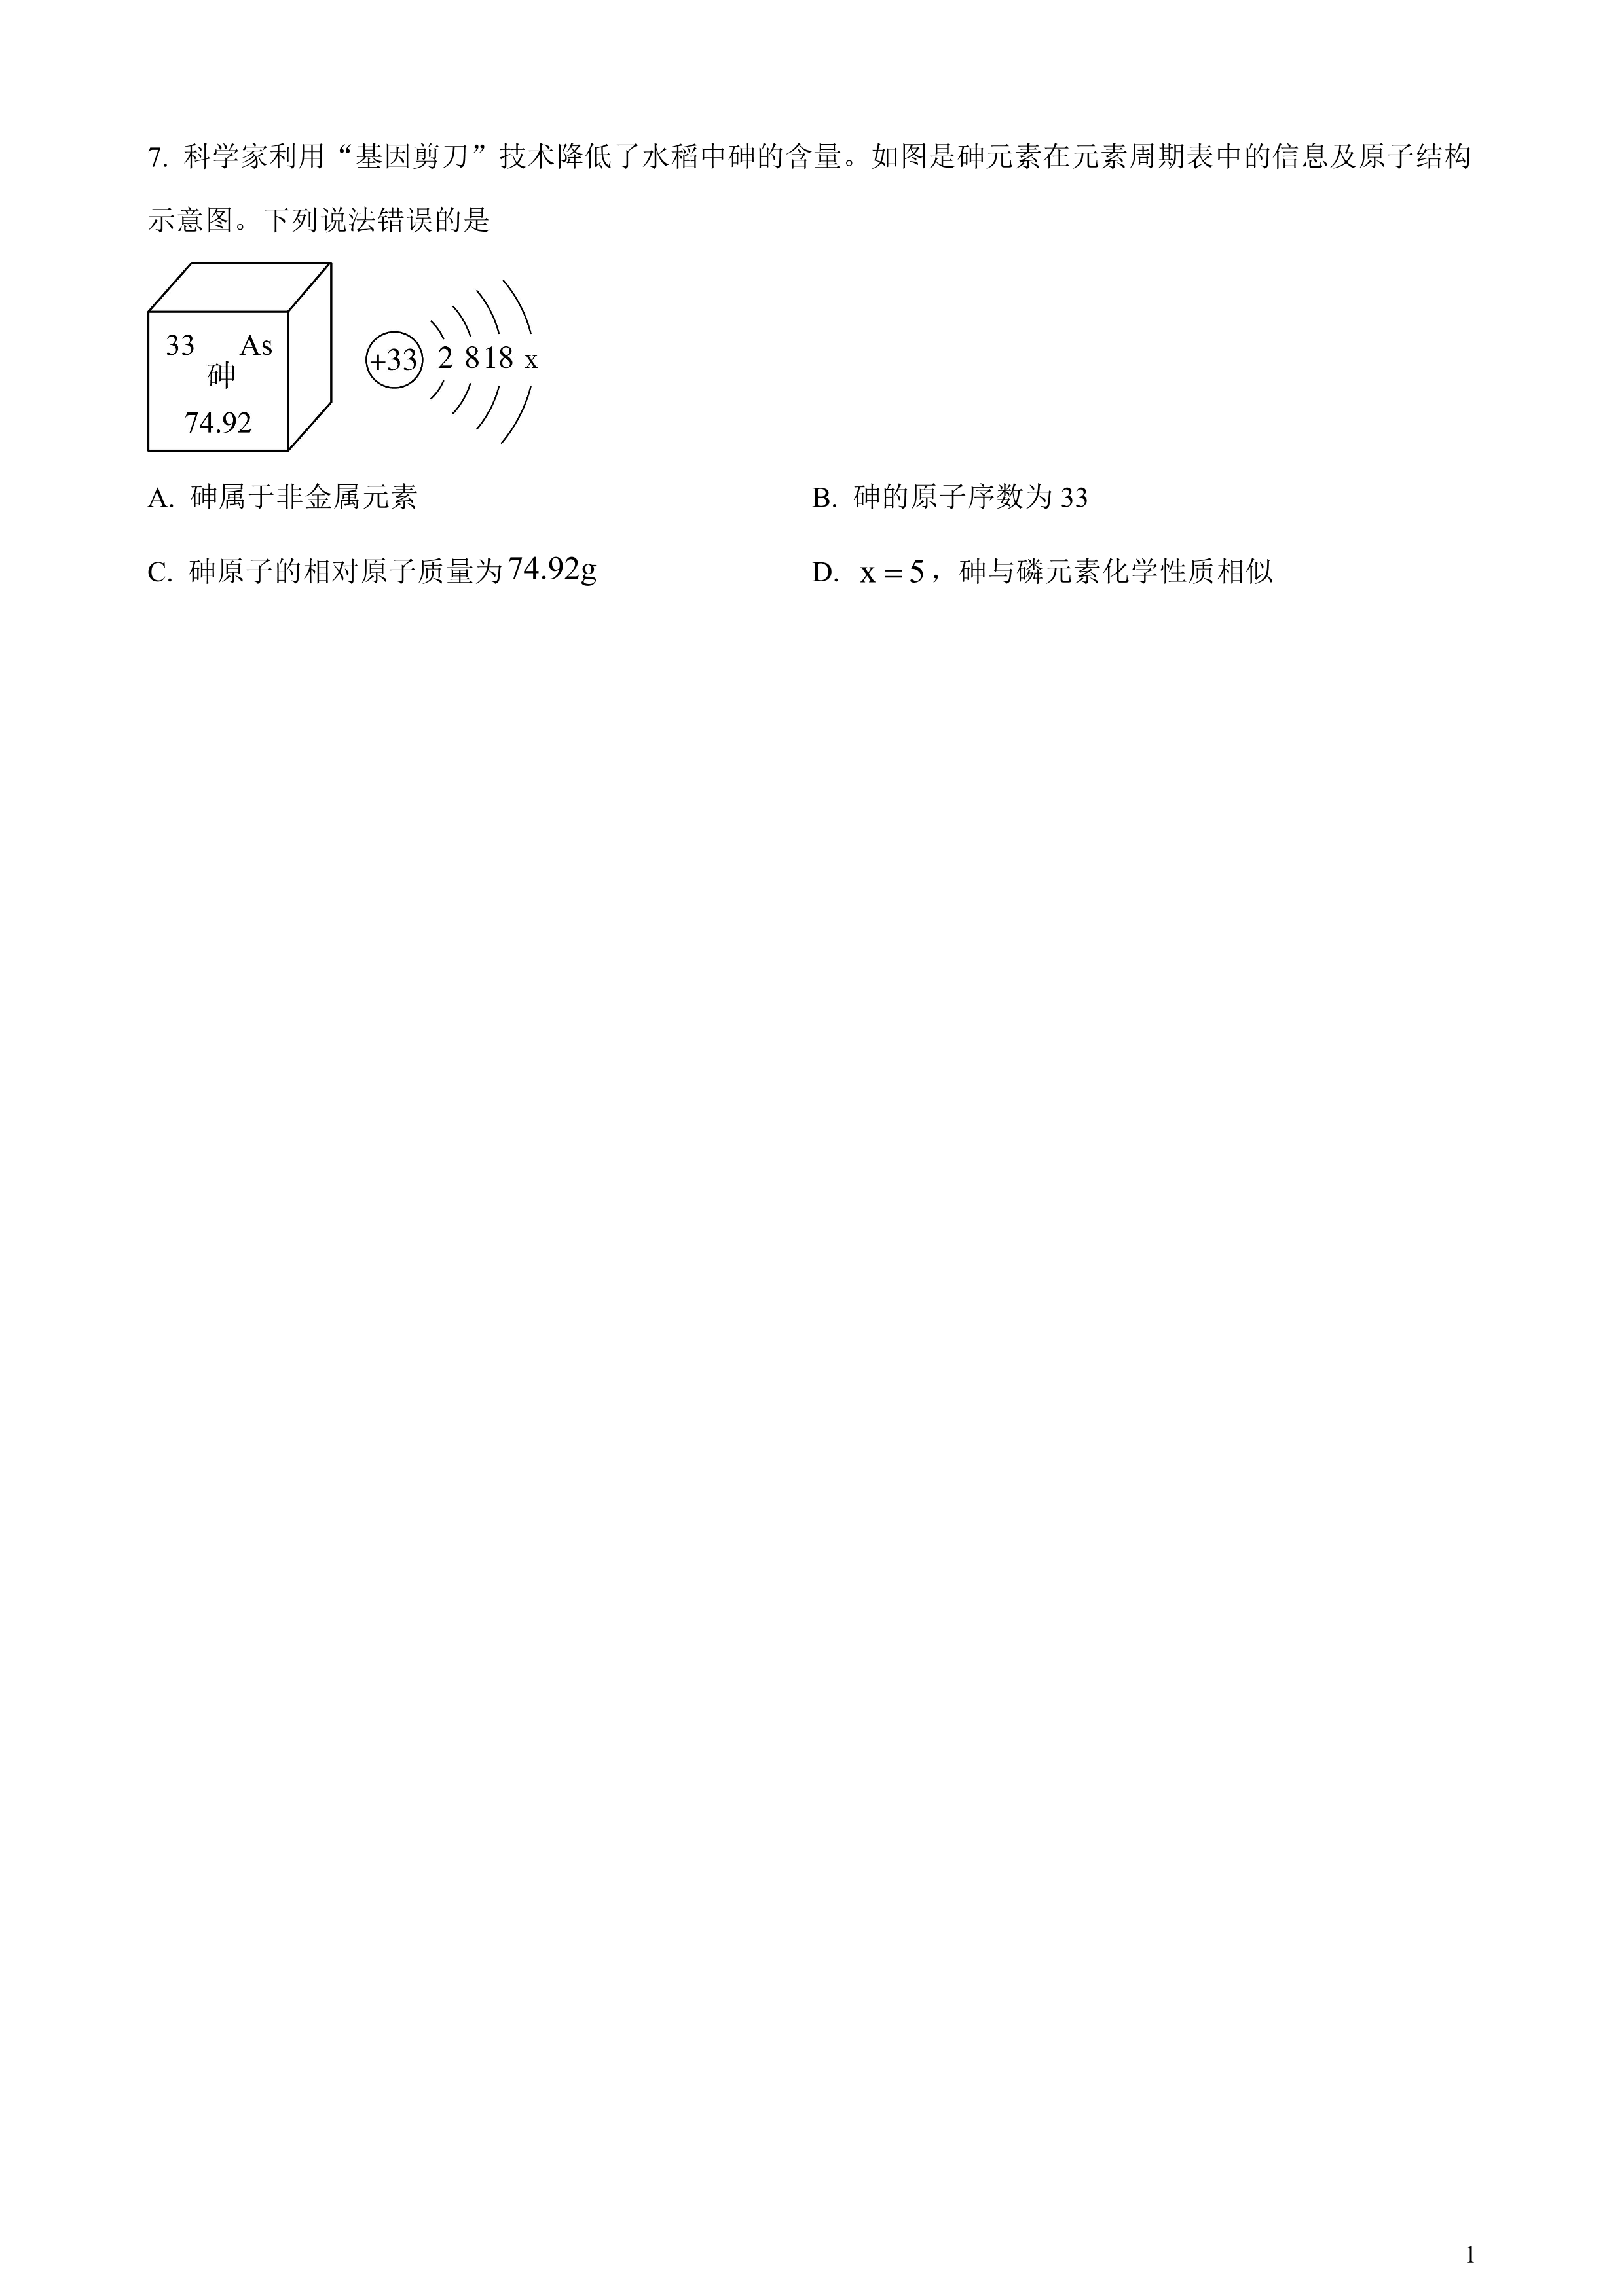 7. 科学家利用“基因剪刀”技术降低了水稻中砷的含量。如图是砷元素在元素周期表中的信息及原子结构
示意图。下列说法错误的是
33 As
砷
74.92
+33 2 8 18 x
A. 砷属于非金属元素 B. 砷的原子序数为 33
C. 砷原子的相对原子质量为 74.92g D. x = 5，砷与磷元素化学性质相似
1